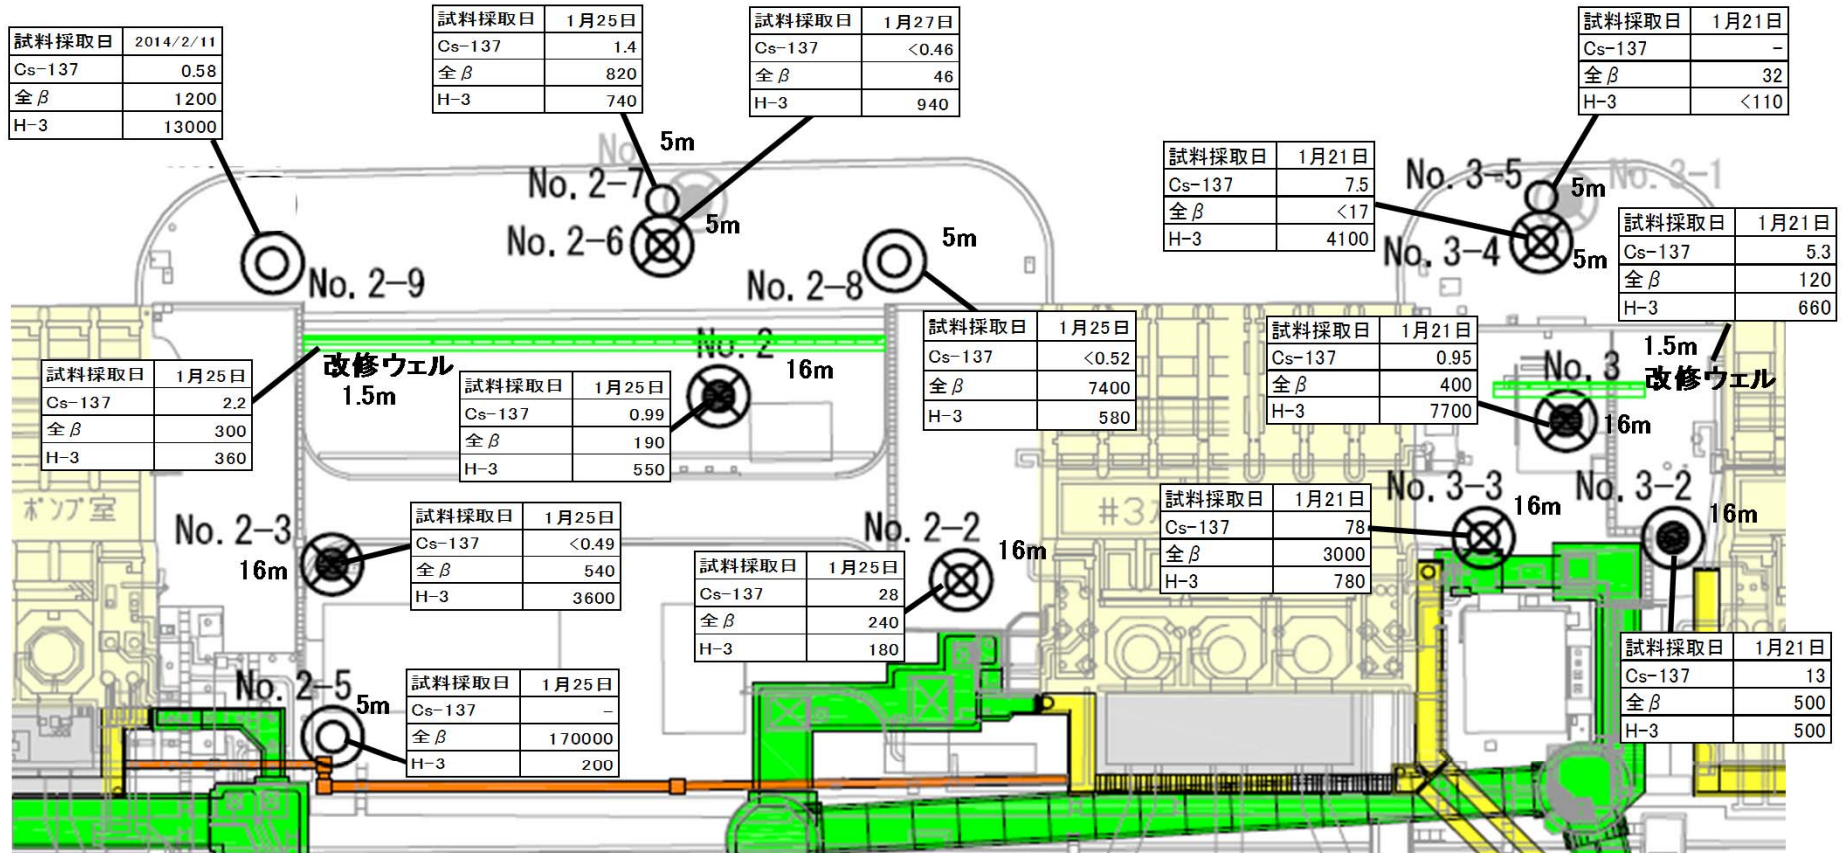 試料採取日 2014/2/11
Cs-137 0.58
全β 1200
H-3 13000
試料採取日 1月25日
Cs-137 1.4
全β 820
H-3 740
試料採取日 1月27日
Cs-137 <0.46
全β 46
H-3 940
試料採取日 1月21日
Cs-137 -
全β 32
H-3 <110
No 5m
No. 2-7
No. 2-6 5m
No. 2-9
No. 2-8 5m
試料採取日 1月21日
Cs-137 7.5
全β <17
H-3 4100
No. 3-5 5m No. 3-1
No. 3-4 5m
試料採取日 1月21日
Cs-137 5.3
全β 120
H-3 660
1.5m
改修ウェル
改修ウェル
1.5m
No. 2 16m
試料採取日 1月25日
Cs-137 2.2
全β 300
H-3 360
試料採取日 1月25日
Cs-137 0.99
全β 190
H-3 550
試料採取日 1月25日
Cs-137 <0.52
全β 7400
H-3 580
試料採取日 1月21日
Cs-137 0.95
全β 400
H-3 7700
No. 3
16m
ポンプ室
No. 2-3
16m
試料採取日 1月25日
Cs-137 <0.49
全β 540
H-3 3600
No. 2-2
16m
試料採取日 1月25日
Cs-137 28
全β 240
H-3 180
#3
試料採取日 1月21日
Cs-137 78
全β 3000
H-3 780
No. 3-3 16m
No. 3-2 16m
No. 2-5 5m
試料採取日 1月25日
Cs-137 -
全β 170000
H-3 200
試料採取日 1月21日
Cs-137 13
全β 500
H-3 500